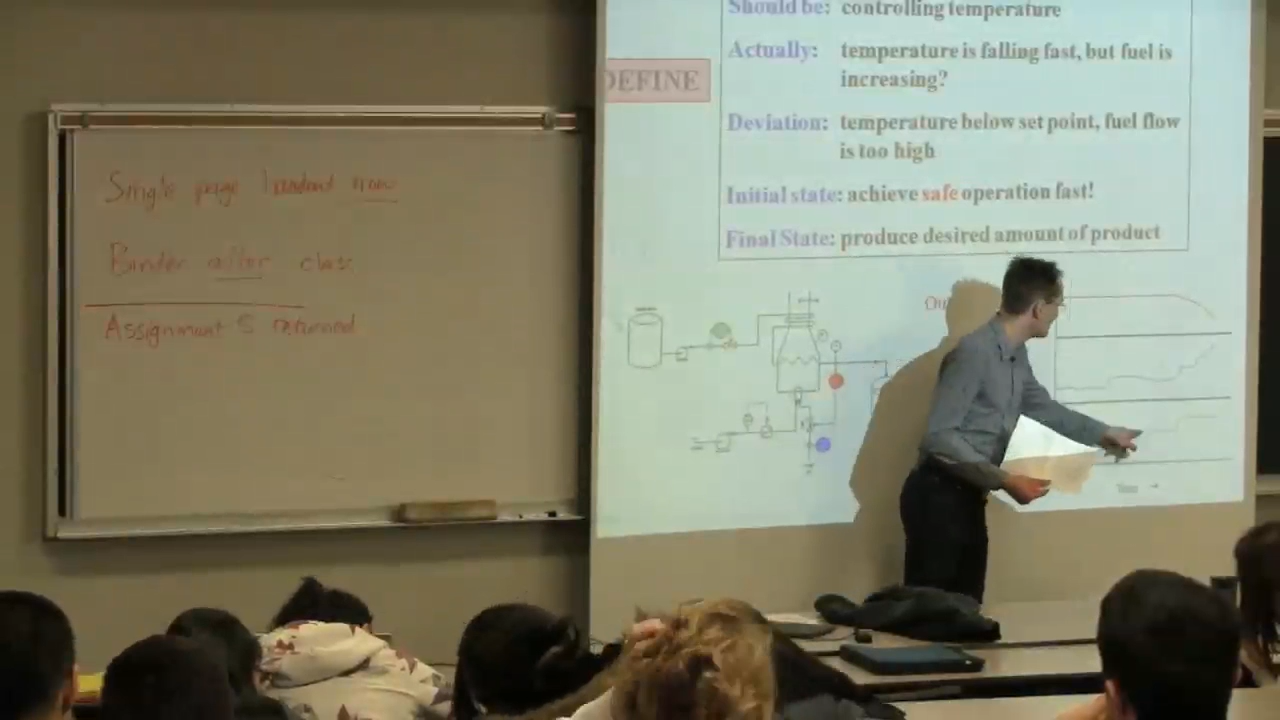 Single page handout now
Binder after class
Assignment 5 returned
DEFINE
Should be: controlling temperature
Actually: temperature is falling fast, but fuel is
increasing?
Deviation: temperature below set point, fuel flow
is too high
Initial state: achieve safe operation fast!
Final State: produce desired amount of product